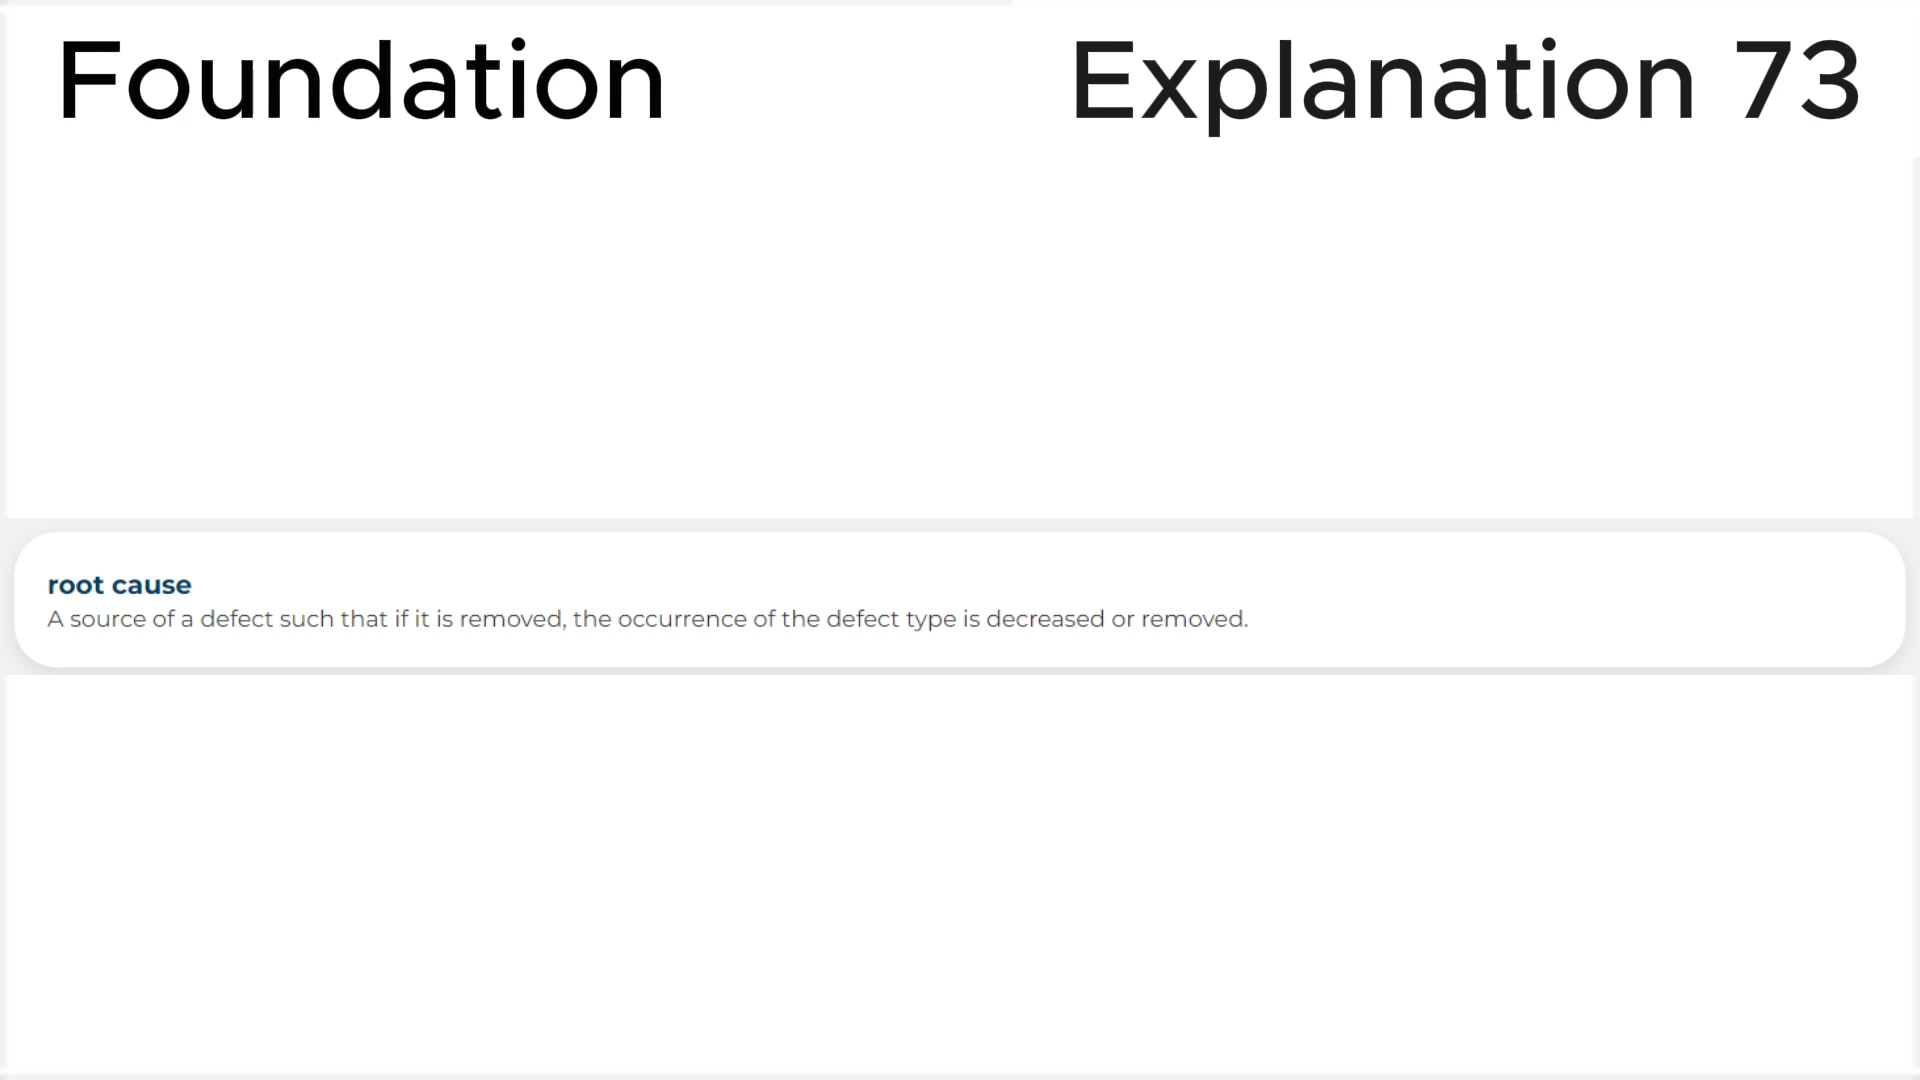 Foundation
Explanation 73
root cause
A source of a defect such that if it is removed, the occurrence of the defect type is decreased or removed.